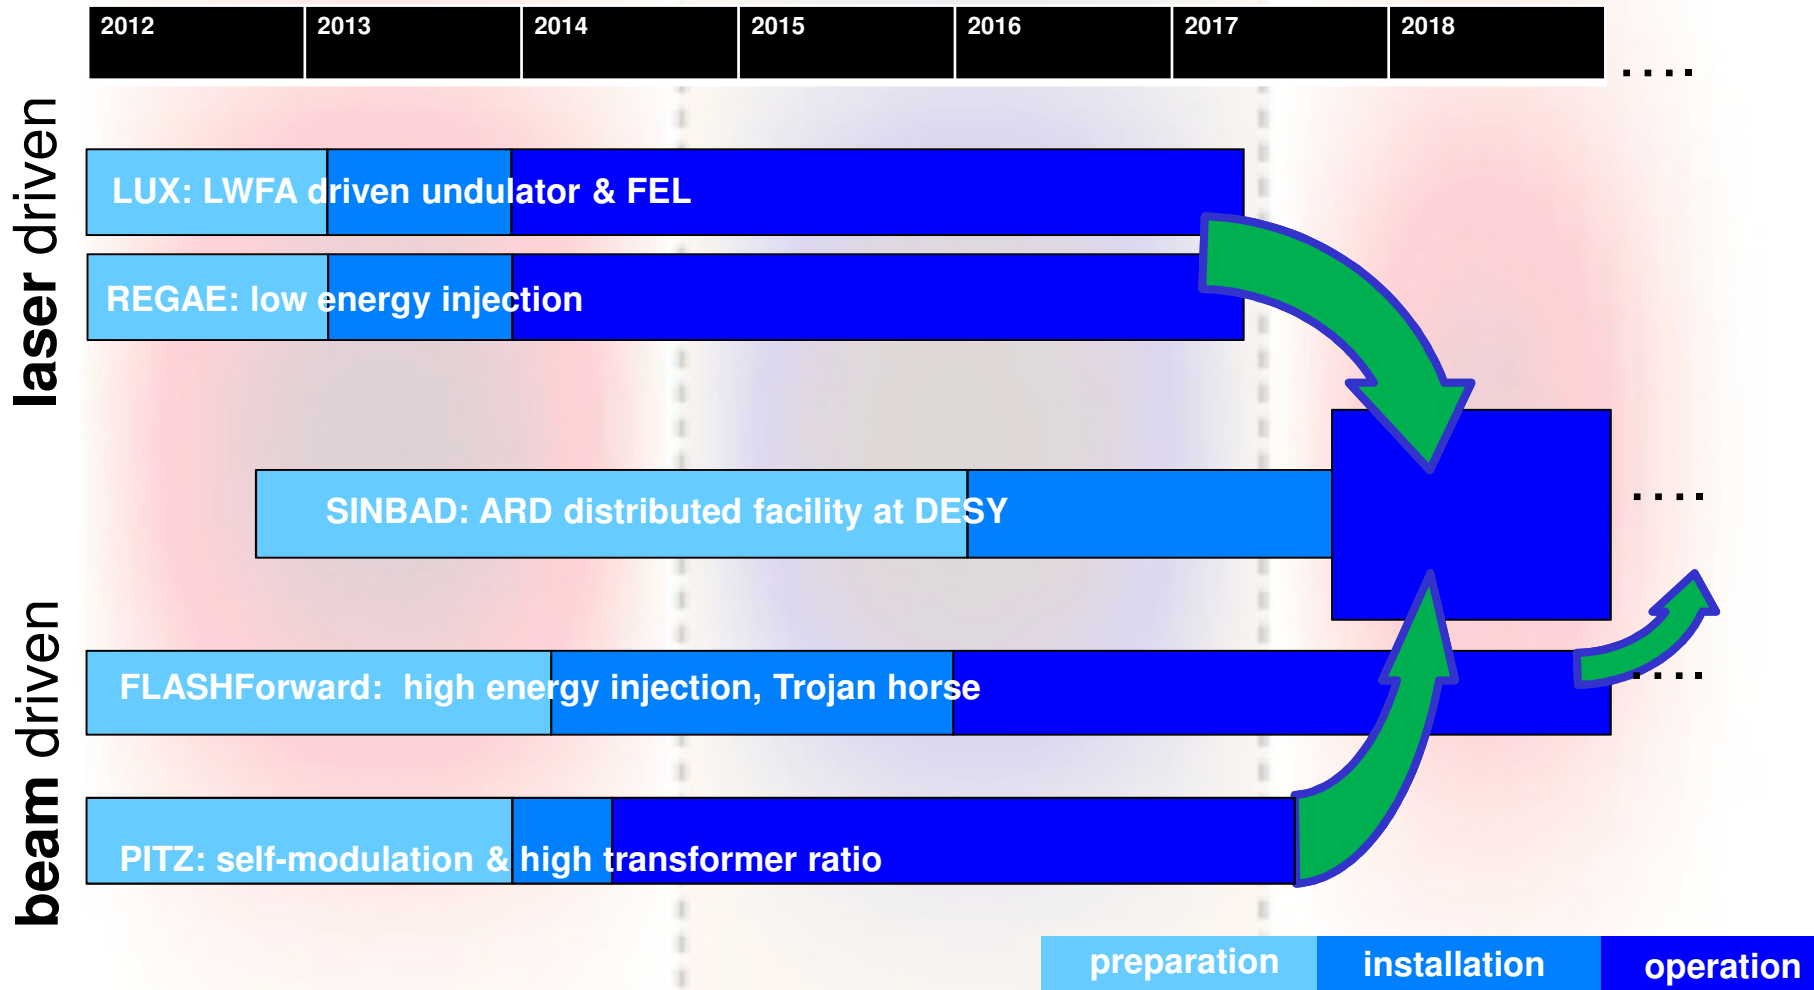 2012 2013 2014 2015 2016 2017 2018
....
laser driven
LUX: LWFA driven undulator & FEL
REGAE: low energy injection
SINBAD: ARD distributed facility at DESY
....
beam driven
FLASHForward: high energy injection, Trojan horse
....
PITZ: self-modulation & high transformer ratio
preparation installation operation